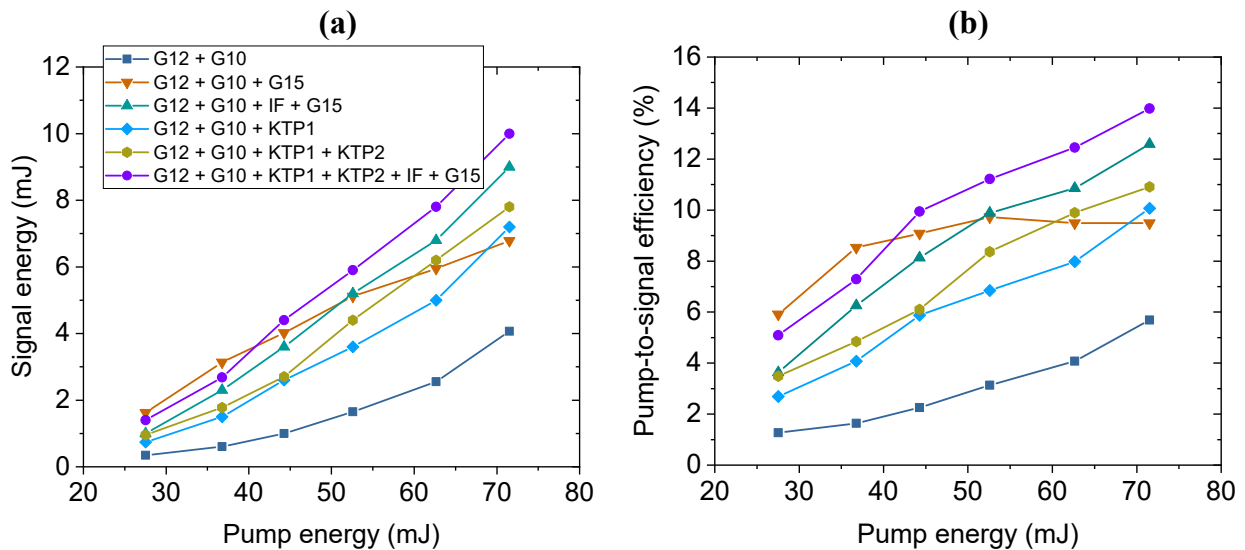 (a)
G12 + G10
G12 + G10 + G15
G12 + G10 + IF + G15
G12 + G10 + KTP1
G12 + G10 + KTP1 + KTP2
G12 + G10 + KTP1 + KTP2 + IF + G15
Signal energy (mJ)
12
10
8
6
4
2
0
20 30 40 50 60 70 80
Pump energy (mJ)
(b)
Pump-to-signal efficiency (%)
16
14
12
10
8
6
4
2
0
20 30 40 50 60 70 80
Pump energy (mJ)